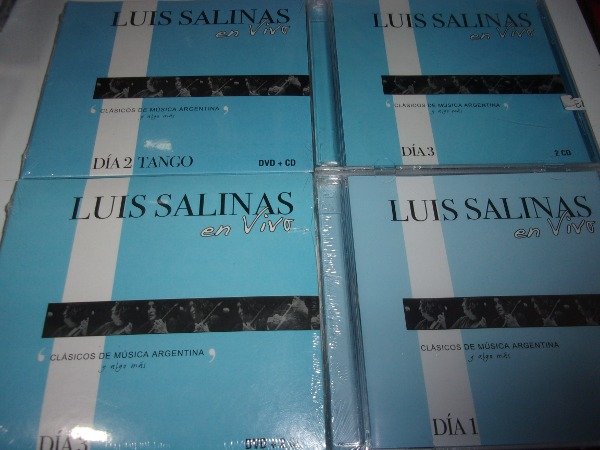 LUIS SALINAS
en Vivo
‘CLÁSICOS DE MÚSICA ARGENTINA’
y algo más
DÍA 2 TANGO
DVD + CD
LUIS SALINAS
en Vivo
‘CLÁSICOS DE MÚSICA ARGENTINA’
y algo más
DÍA 3
2 CD
LUIS SALINAS
en Vivo
‘CLÁSICOS DE MÚSICA ARGENTINA’
y algo más
DÍA 3
DVD +
LUIS SALINAS
en Vivo
CLÁSICOS DE MÚSICA ARGENTINA
y algo más
DÍA 1